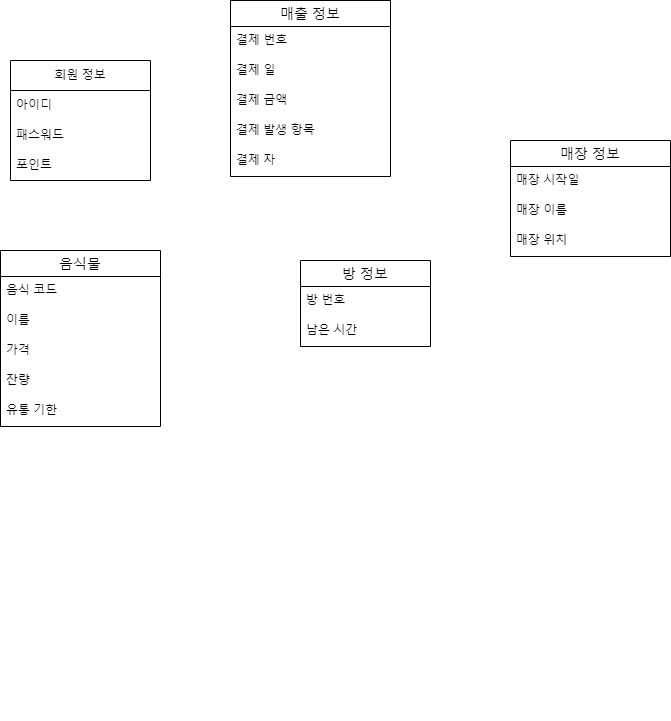 매출 정보
결제 번호
결제 일
결제 금액
결제 발생 항목
결제 자
회원 정보
아이디
패스워드
포인트
매장 정보
매장 시작일
매장 이름
매장 위치
음식물
음식 코드
이름
가격
잔량
유통 기한
방 정보
방 번호
남은 시간